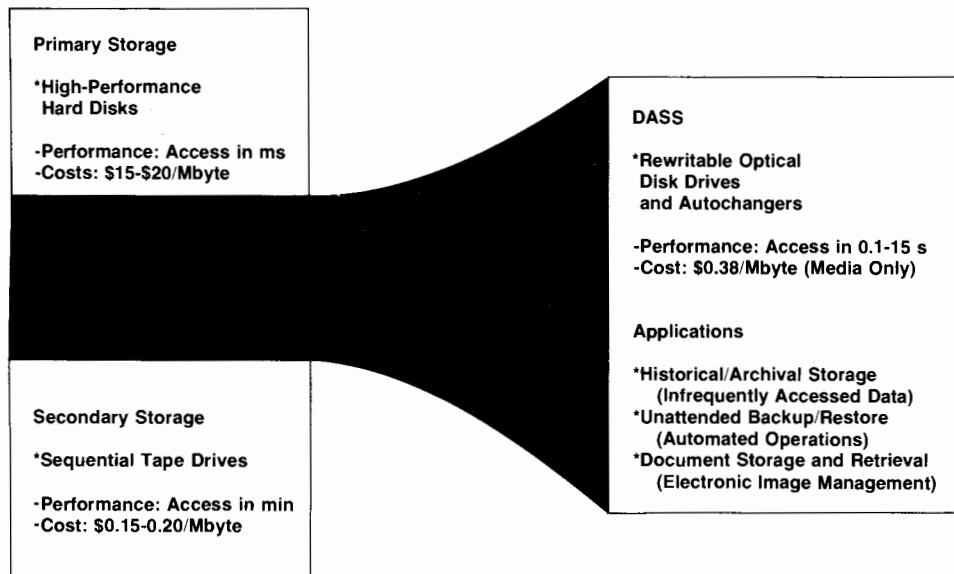 Primary Storage
*High-Performance
Hard Disks
-Performance: Access in ms
-Costs: $15-$20/Mbyte
Secondary Storage
*Sequential Tape Drives
-Performance: Access in min
-Cost: $0.15-0.20/Mbyte
DASS
*Rewritable Optical
Disk Drives
and Autochangers
-Performance: Access in 0.1-15 s
-Cost: $0.38/Mbyte (Media Only)
Applications
*Historical/Archival Storage
(Infrequently Accessed Data)
*Unattended Backup/Restore
(Automated Operations)
*Document Storage and Retrieval
(Electronic Image Management)